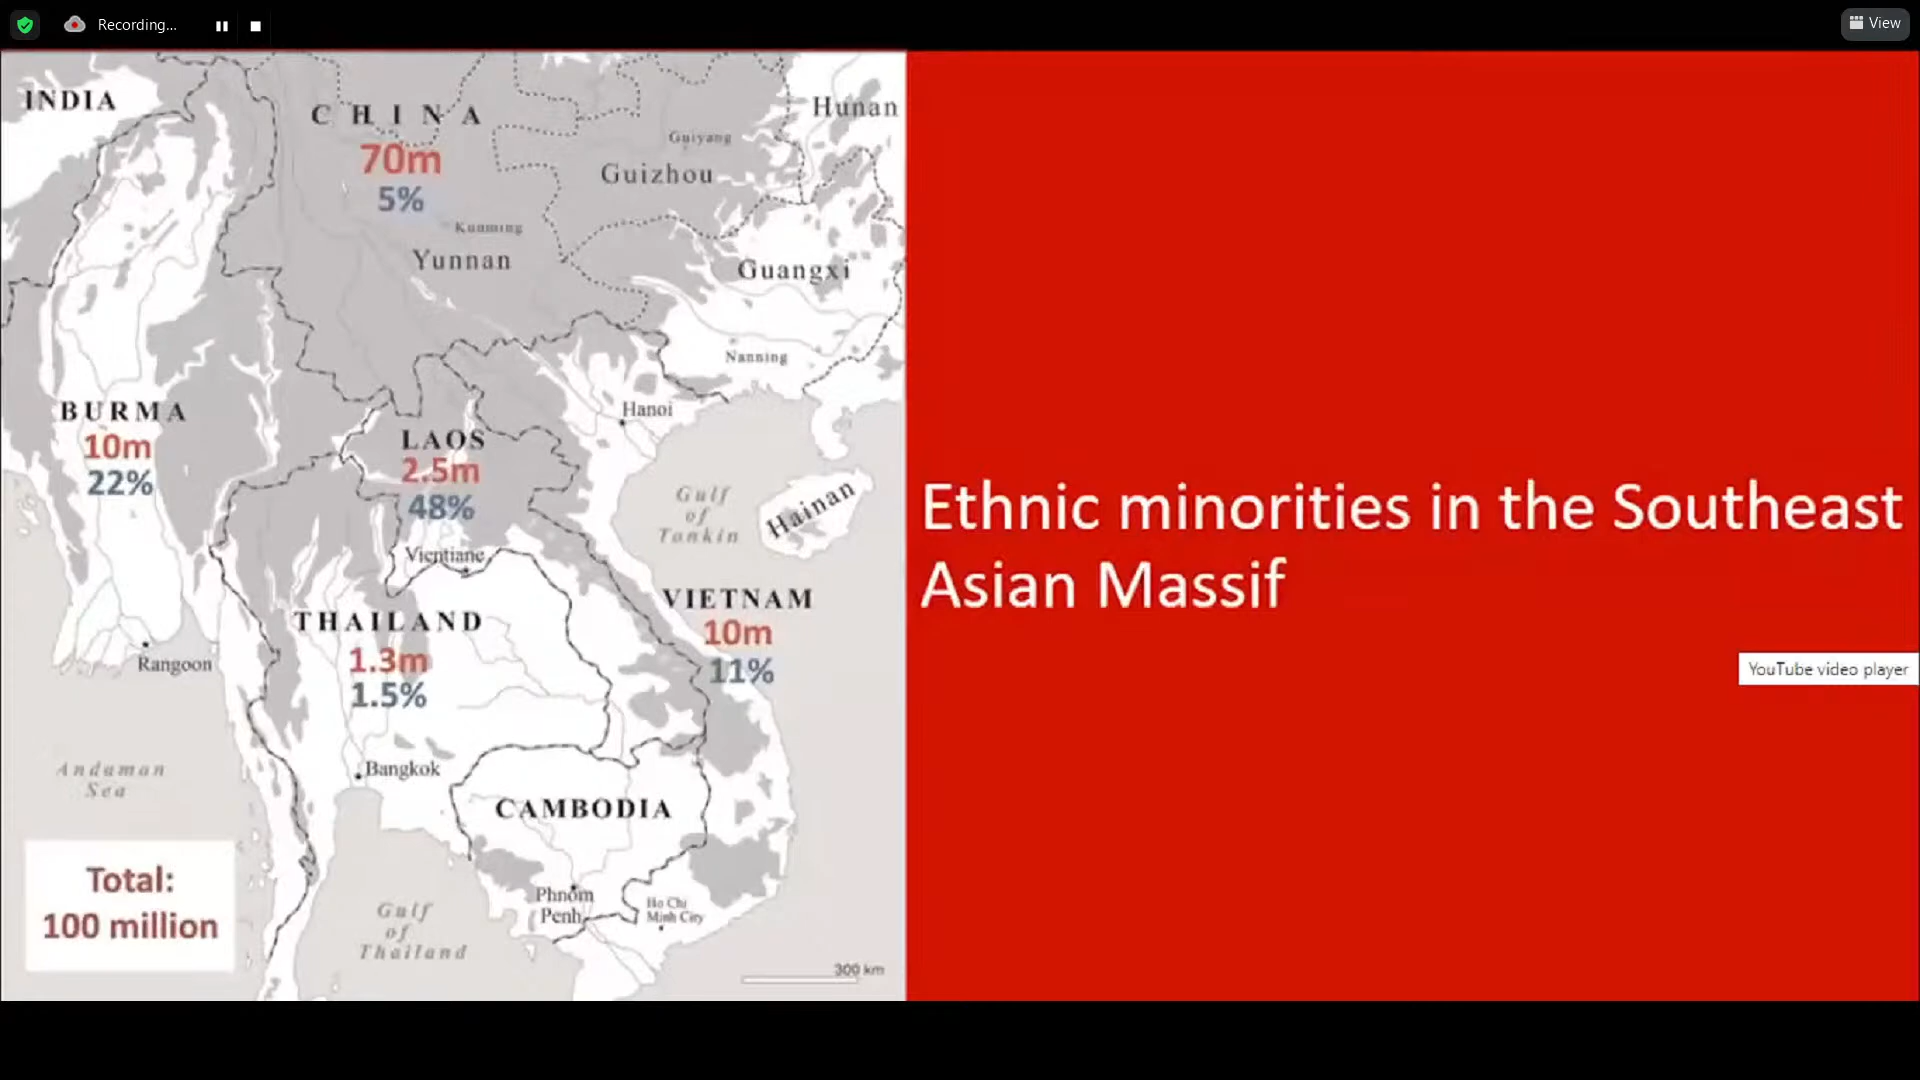 Recording...
View
INDIA
CHINA
70m
5%
Hunan
Guiyang
Guizhou
Kunming
Yunnan
Guangxi
Nanning
BURMA
10m
22%
Hanoi
LAOS
2.5m
48%
Gulf
of
Tonkin
Hainan
Vientiane
THAILAND
1.3m
1.5%
VIETNAM
10m
11%
Rangoon
Andaman
Sea
Bangkok
CAMBODIA
Phnom
Penh
Ho Chi
Minh City
Gulf
of
Thailand
300 km
Total:
100 million
Ethnic minorities in the Southeast
Asian Massif
YouTube video player